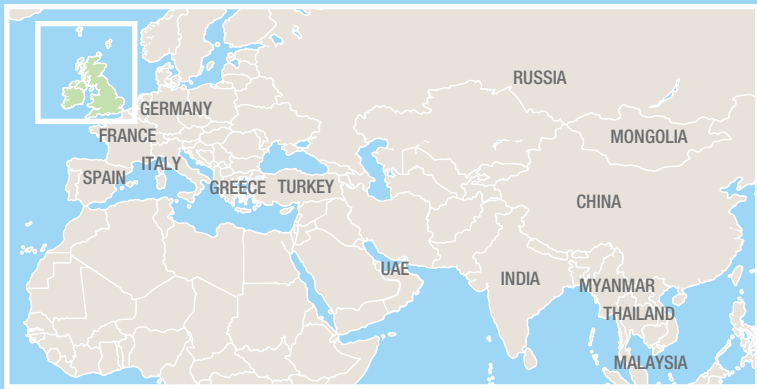 RUSSIA
GERMANY
FRANCE
MONGOLIA
ITALY
SPAIN
GREECE
TURKEY
CHINA
UAE
INDIA
MYANMAR
THAILAND
MALAYSIA